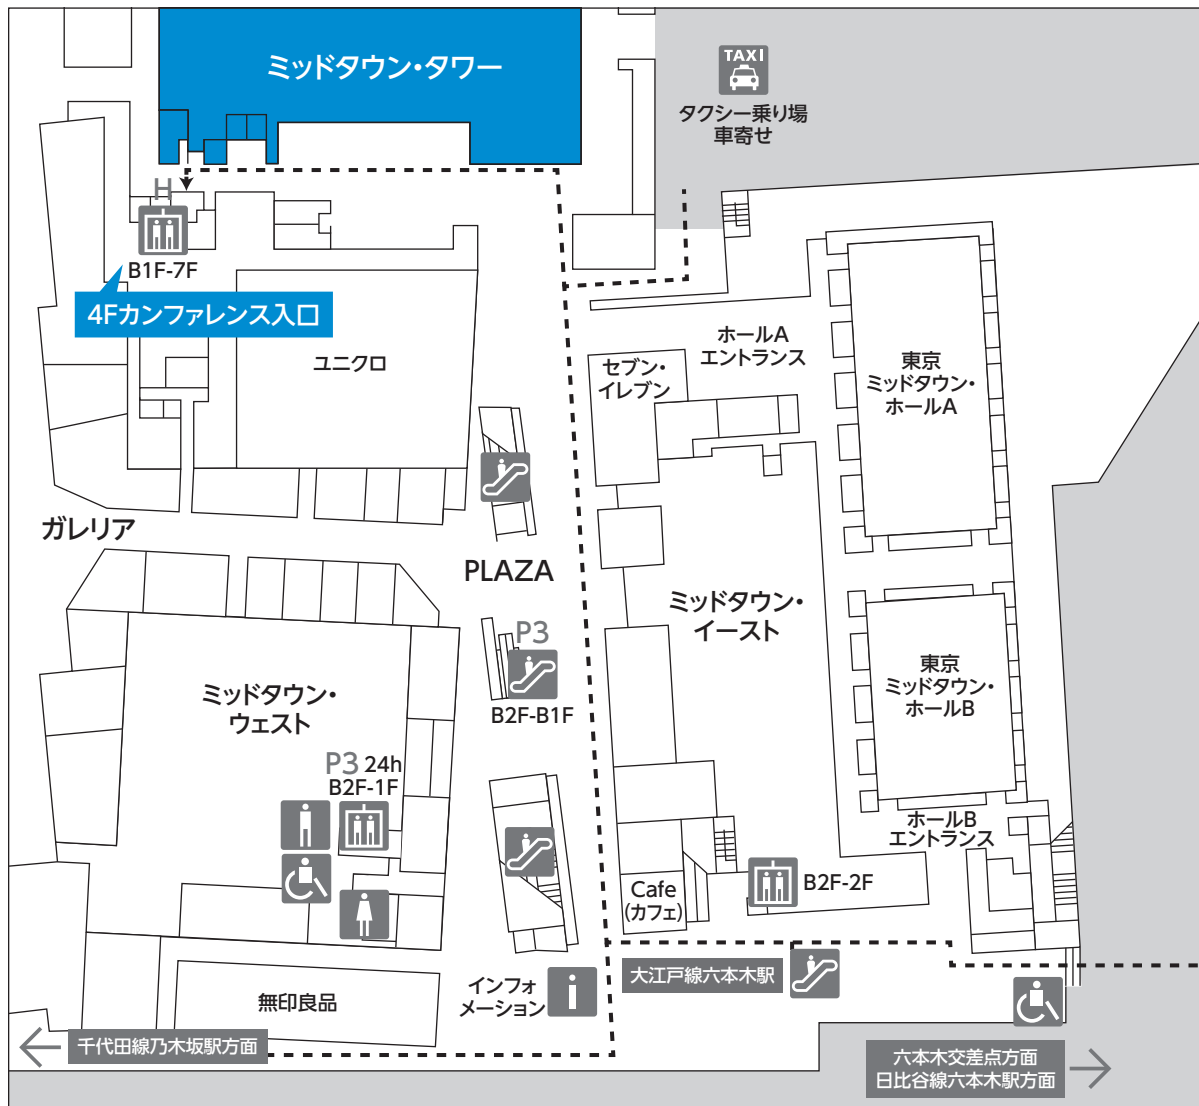 ミッドタウン・タワー
TAXI
タクシー乗り場
車寄せ
H
B1F-7F
4Fカンファレンス入口
ユニクロ
セブン・
イレブン
ホールA
エントランス
東京
ミッドタウン・
ホールA
ガレリア
PLAZA
ミッドタウン・
イースト
P3
B2F-B1F
東京
ミッドタウン・
ホールB
ミッドタウン・
ウェスト
P3 24h
B2F-1F
ホールB
エントランス
Cafe
(カフェ)
B2F-2F
大江戸線六本木駅
インフォ
メーション
i
無印良品
千代田線乃木坂駅方面
六本木交差点方面
日比谷線六本木駅方面